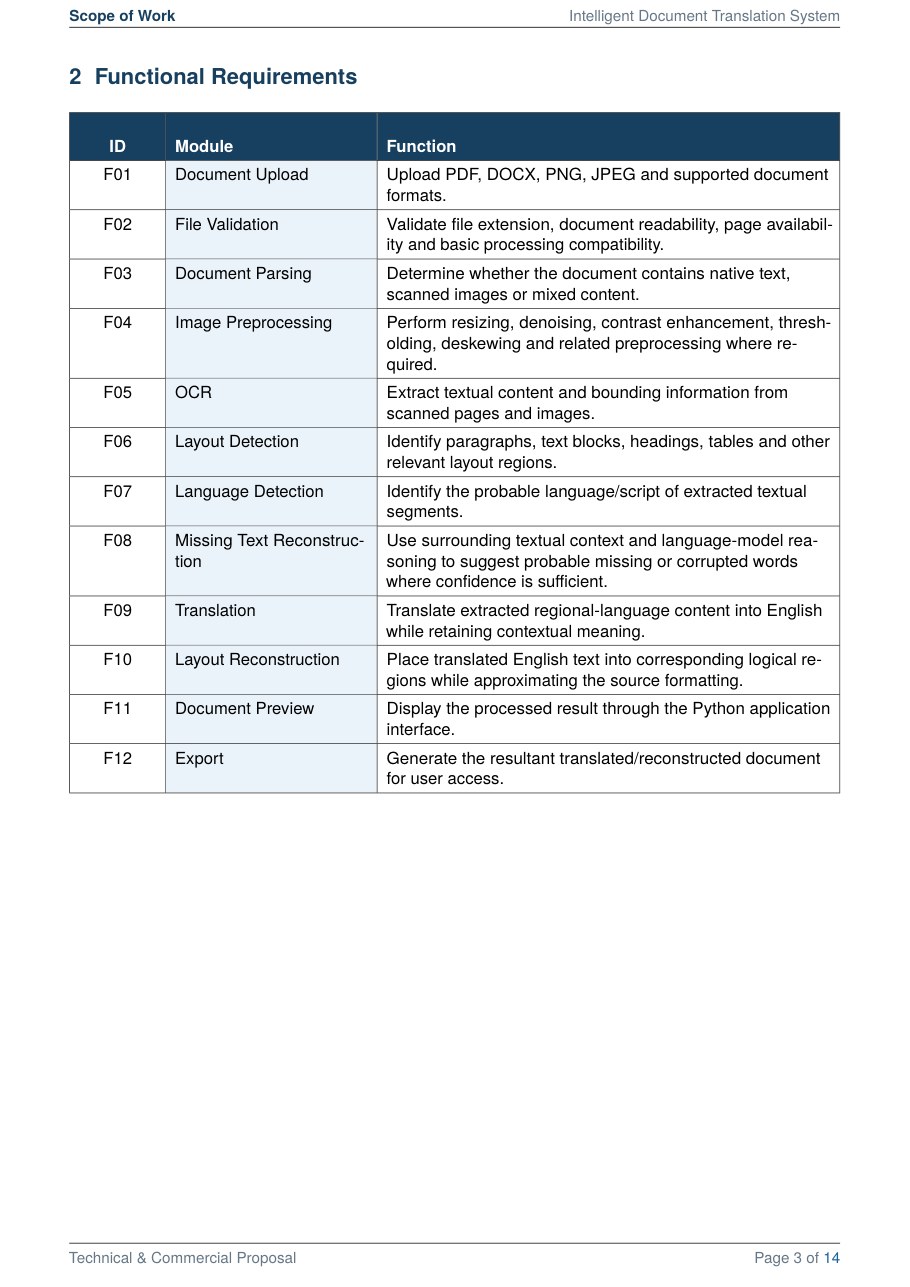 Scope of Work
Intelligent Document Translation System
2 Functional Requirements
ID Module Function
F01 Document Upload Upload PDF, DOCX, PNG, JPEG and supported document
formats.
F02 File Validation Validate file extension, document readability, page availabil-
ity and basic processing compatibility.
F03 Document Parsing Determine whether the document contains native text,
scanned images or mixed content.
F04 Image Preprocessing Perform resizing, denoising, contrast enhancement, thresh-
olding, deskewing and related preprocessing where re-
quired.
F05 OCR Extract textual content and bounding information from
scanned pages and images.
F06 Layout Detection Identify paragraphs, text blocks, headings, tables and other
relevant layout regions.
F07 Language Detection Identify the probable language/script of extracted textual
segments.
F08 Missing Text Reconstruc- Use surrounding textual context and language-model rea-
tion soning to suggest probable missing or corrupted words
where confidence is sufficient.
F09 Translation Translate extracted regional-language content into English
while retaining contextual meaning.
F10 Layout Reconstruction Place translated English text into corresponding logical re-
gions while approximating the source formatting.
F11 Document Preview Display the processed result through the Python application
interface.
F12 Export Generate the resultant translated/reconstructed document
for user access.
Technical & Commercial Proposal
Page 3 of 14